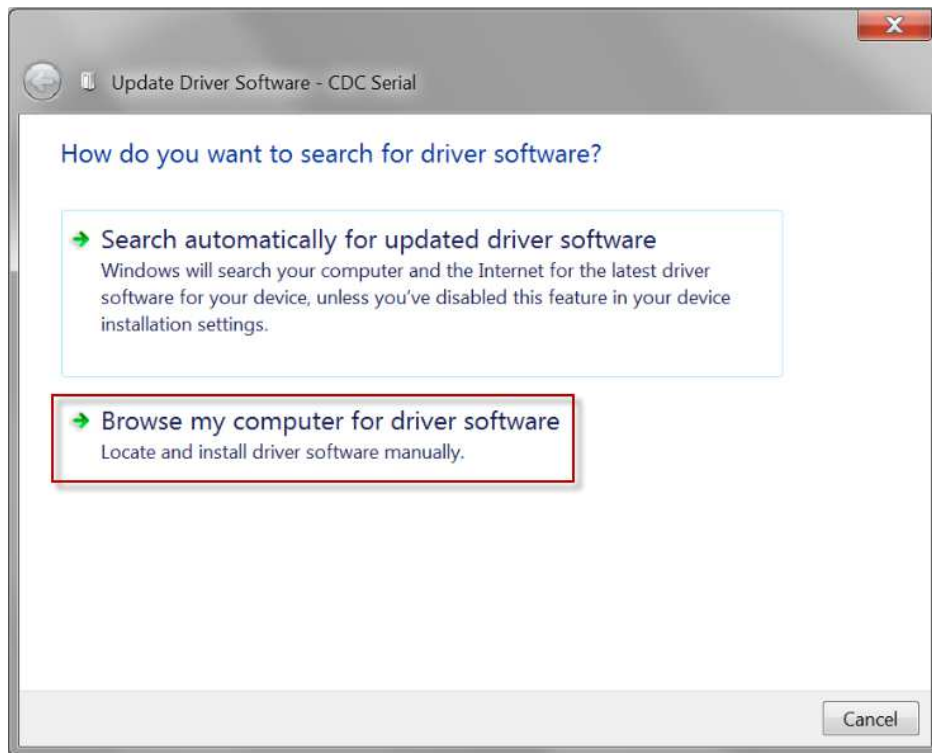 X
Update Driver Software - CDC Serial
How do you want to search for driver software?
Search automatically for updated driver software
Windows will search your computer and the Internet for the latest driver
software for your device, unless you've disabled this feature in your device
installation settings.
Browse my computer for driver software
Locate and install driver software manually.
Cancel